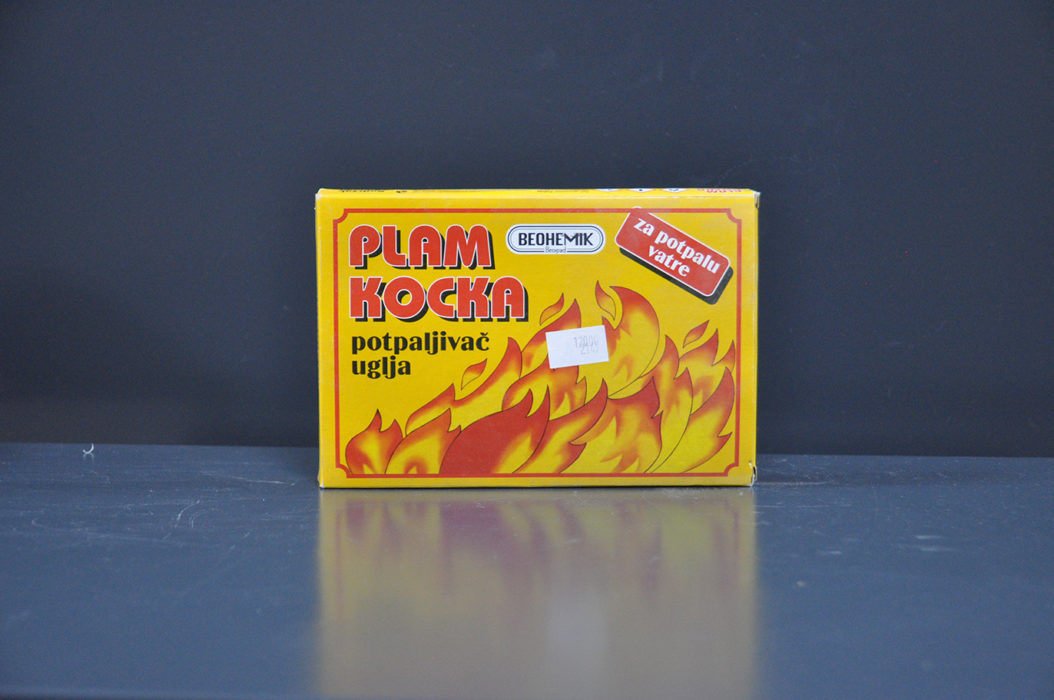 PLAM
KOCKA
BEOHEMIK
Beograd
za potpalu
vatre
potpaljivač
uglja